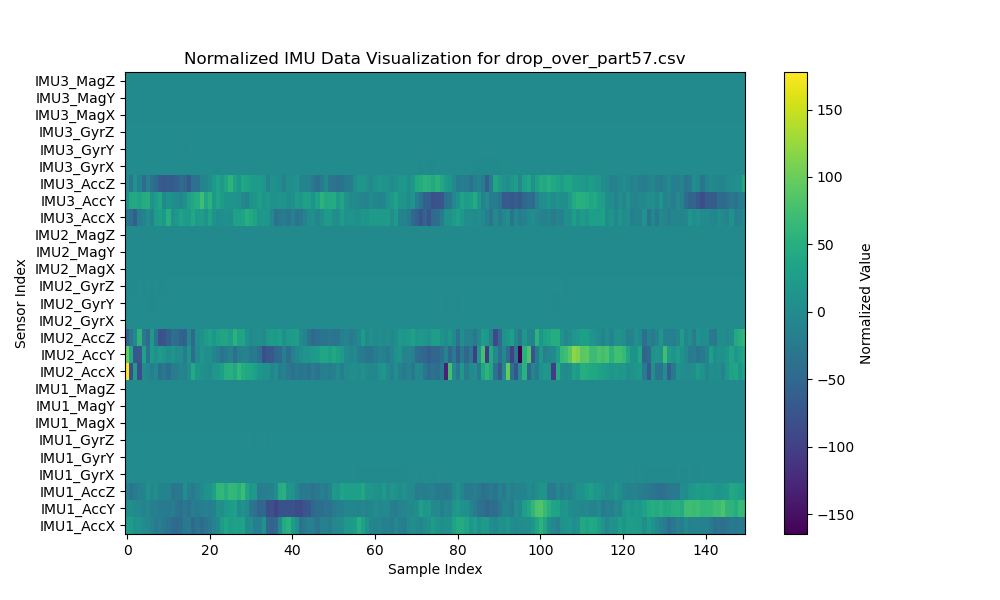 Normalized IMU Data Visualization for drop_over_part57.csv
IMU3_MagZ
IMU3_MagY
IMU3_MagX
IMU3_GyrZ
IMU3_GyrY
IMU3_GyrX
IMU3_AccZ
IMU3_AccY
IMU3_AccX
IMU2_MagZ
IMU2_MagY
IMU2_MagX
IMU2_GyrZ
IMU2_GyrY
IMU2_GyrX
IMU2_AccZ
IMU2_AccY
IMU2_AccX
IMU1_MagZ
IMU1_MagY
IMU1_MagX
IMU1_GyrZ
IMU1_GyrY
IMU1_GyrX
IMU1_AccZ
IMU1_AccY
IMU1_AccX
Sensor Index
0 20 40 60 80 100 120 140
Sample Index
150
100
50
0
−50
−100
−150
Normalized Value